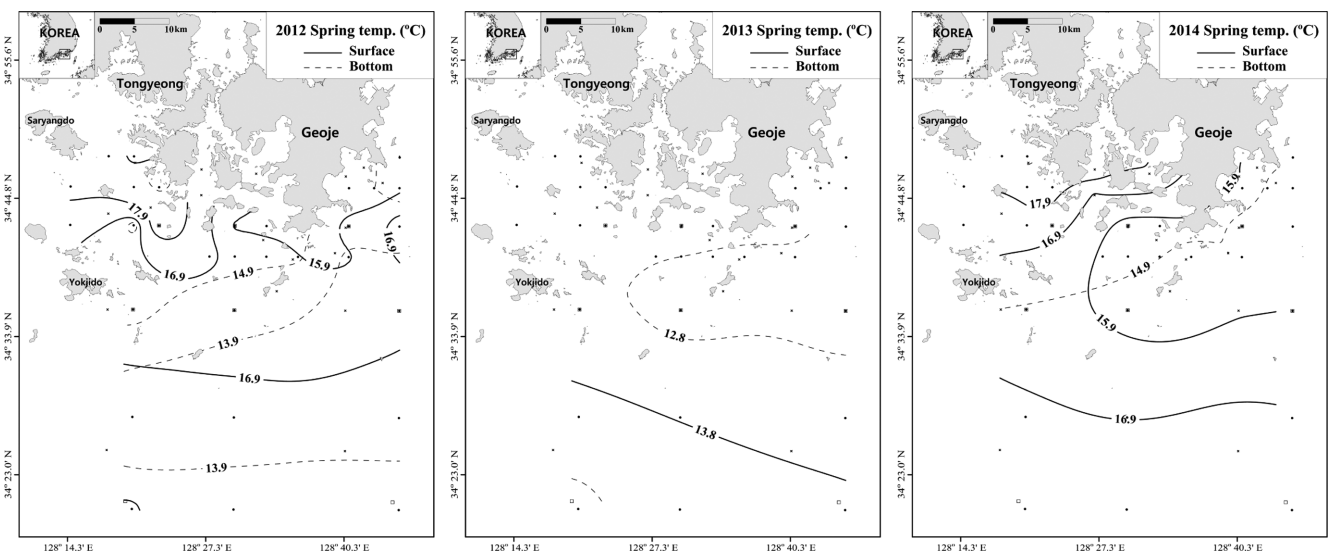 KOREA
0 5 10km
2012 Spring temp. (ºC)
Surface
Bottom
Tongyeong
Saryangdo
Geoje
17.9
16.9
16.9
15.9
14.9
Yokjido
13.9
16.9
13.9
34° 55.6' N
34° 44.8' N
34° 33.9' N
34° 23.0' N
128° 14.3' E
128° 27.3' E
128° 40.3' E
KOREA
0 5 10km
2013 Spring temp. (ºC)
Surface
Bottom
Tongyeong
Saryangdo
Geoje
Yokjido
12.8
13.8
34° 55.6' N
34° 44.8' N
34° 33.9' N
34° 23.0' N
128° 14.3' E
128° 27.3' E
128° 40.3' E
KOREA
0 5 10km
2014 Spring temp. (ºC)
Surface
Bottom
Tongyeong
Saryangdo
Geoje
15.9
17.9
16.9
14.9
Yokjido
15.9
16.9
34° 55.6' N
34° 44.8' N
34° 33.9' N
34° 23.0' N
128° 14.3' E
128° 27.3' E
128° 40.3' E